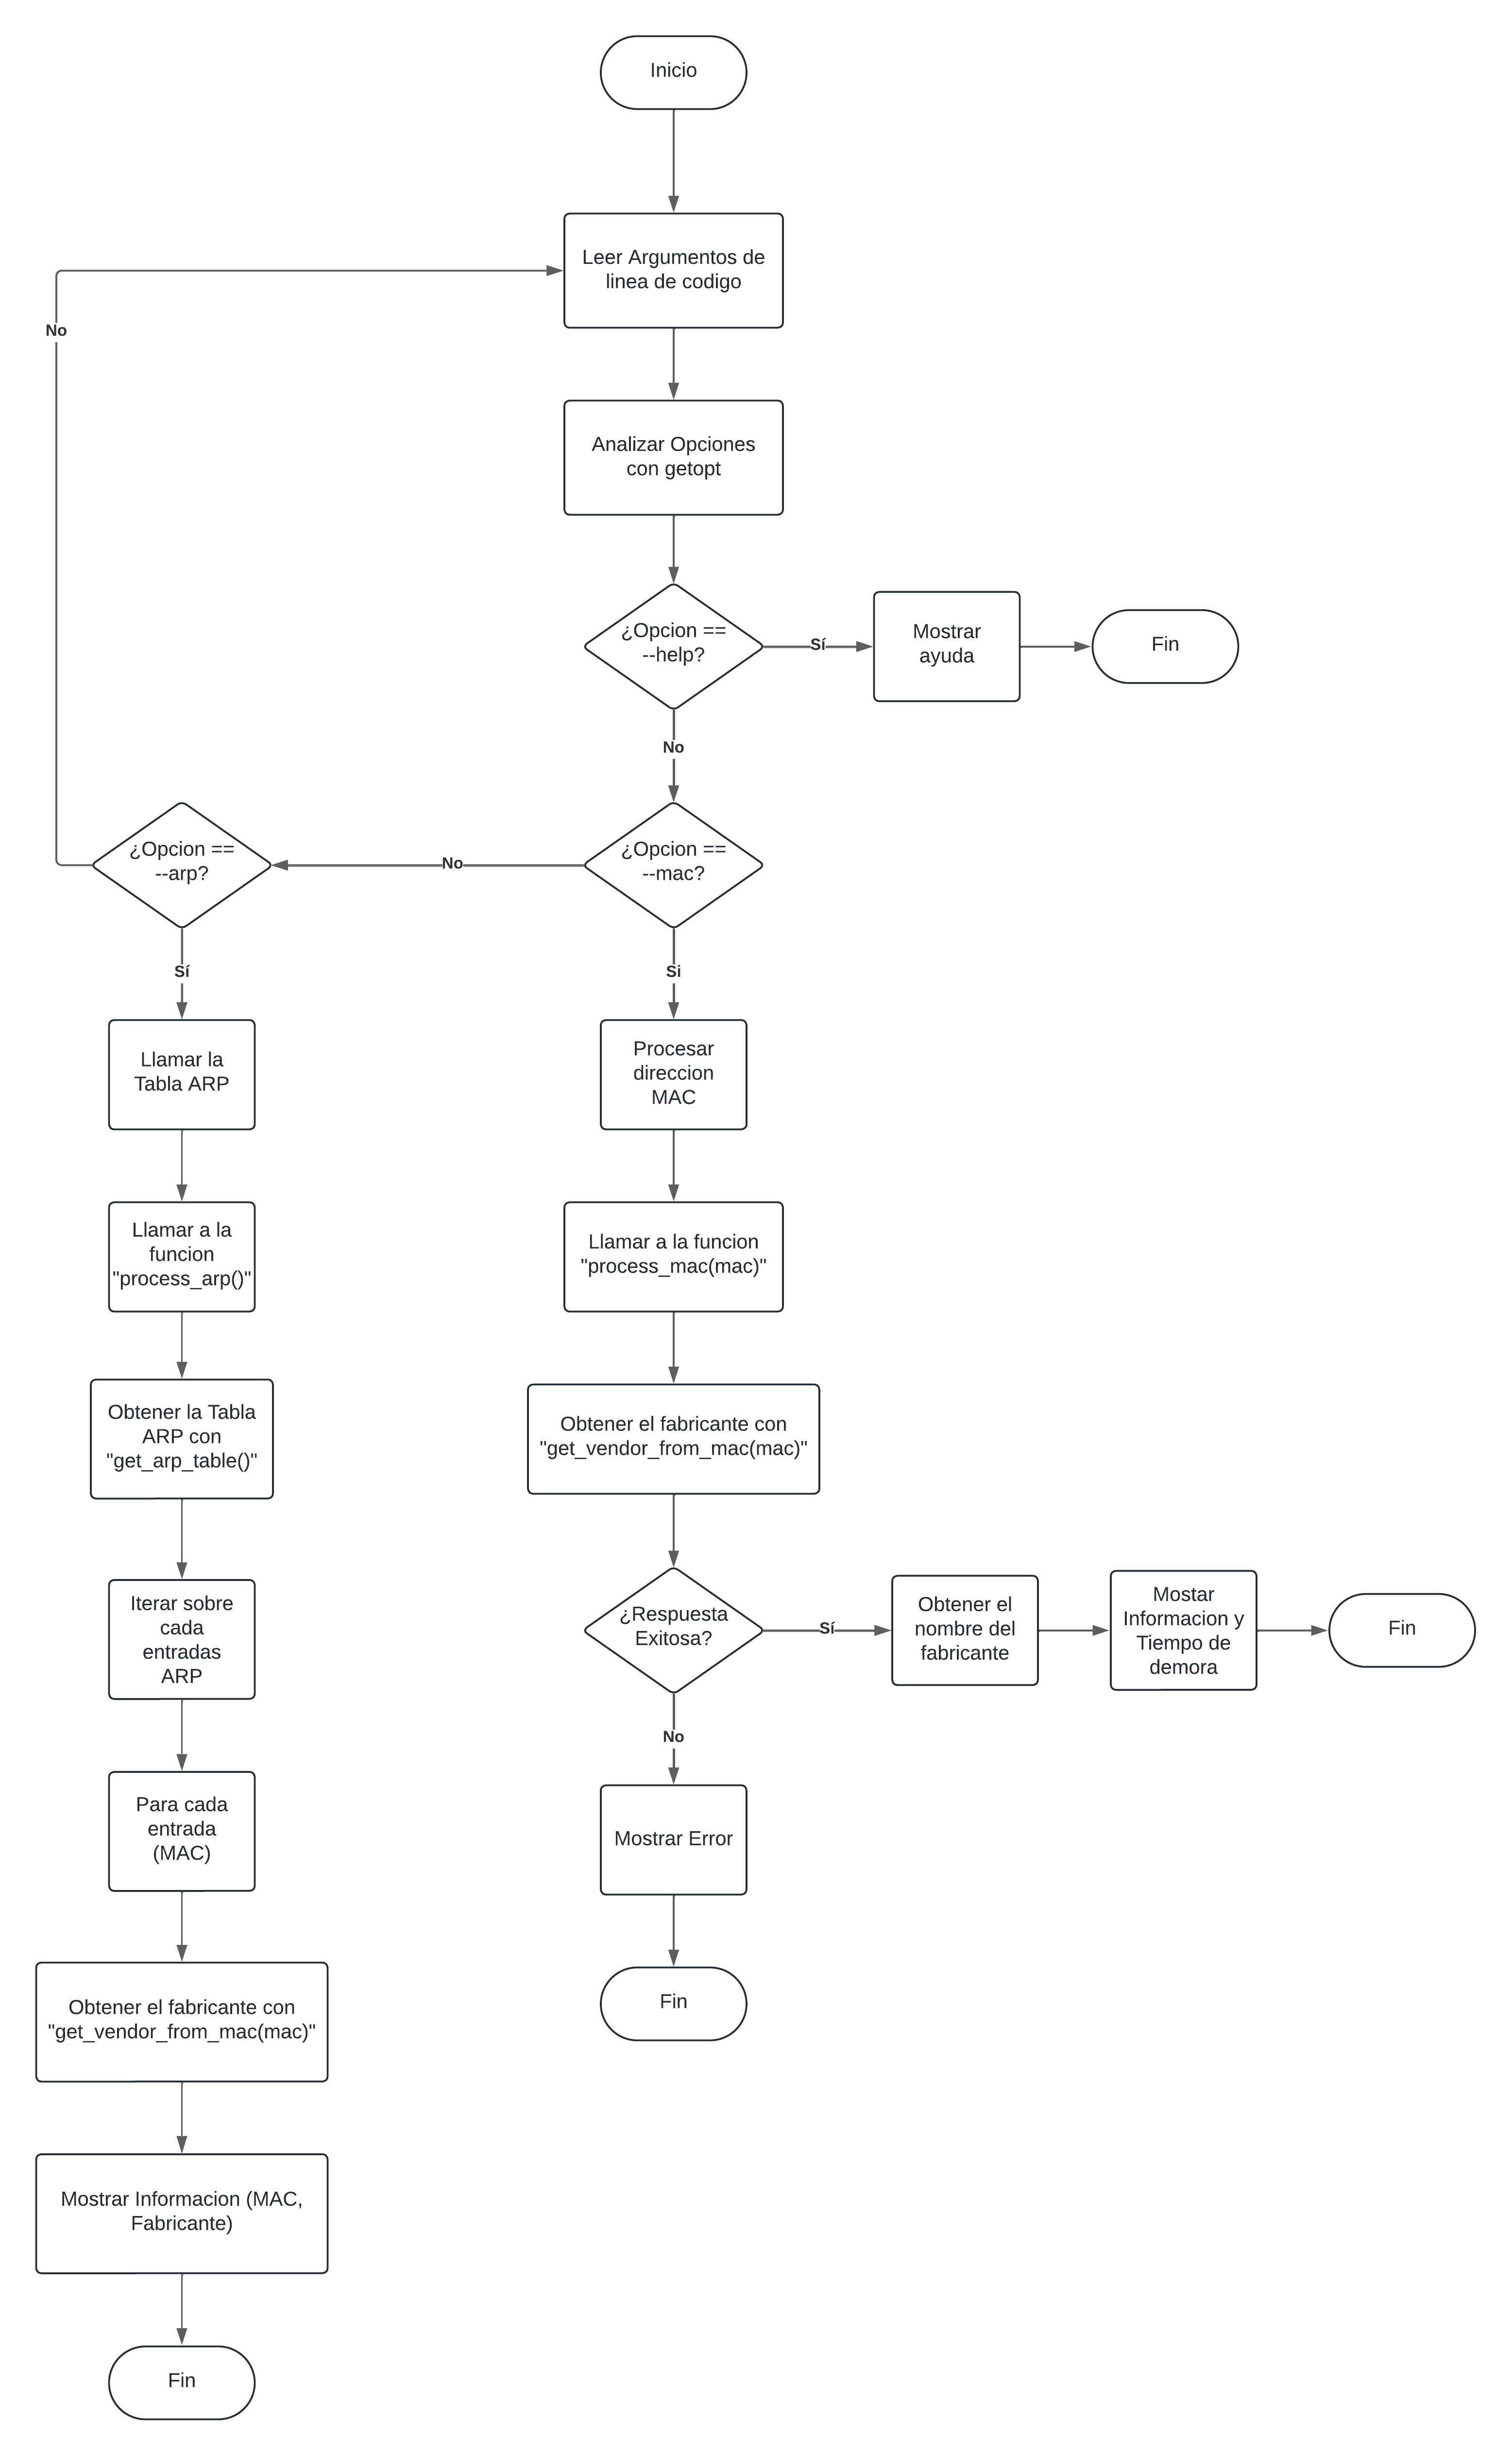 Inicio
Leer Argumentos de
linea de codigo
No
Analizar Opciones
con getopt
¿Opcion ==
--help?
Sí
Mostrar
ayuda
Fin
No
¿Opcion ==
--mac?
No
¿Opcion ==
--arp?
Sí
Llamar la
Tabla ARP
Llamar a la
funcion
"process_arp()"
Obtener la Tabla
ARP con
"get_arp_table()"
Iterar sobre
cada
entradas
ARP
Para cada
entrada
(MAC)
Obtener el fabricante con
"get_vendor_from_mac(mac)"
Mostrar Informacion (MAC,
Fabricante)
Fin
Si
Procesar
direccion
MAC
Llamar a la funcion
"process_mac(mac)"
Obtener el fabricante con
"get_vendor_from_mac(mac)"
¿Respuesta
Exitosa?
Sí
Obtener el
nombre del
fabricante
Mostar
Informacion y
Tiempo de
demora
Fin
No
Mostrar Error
Fin